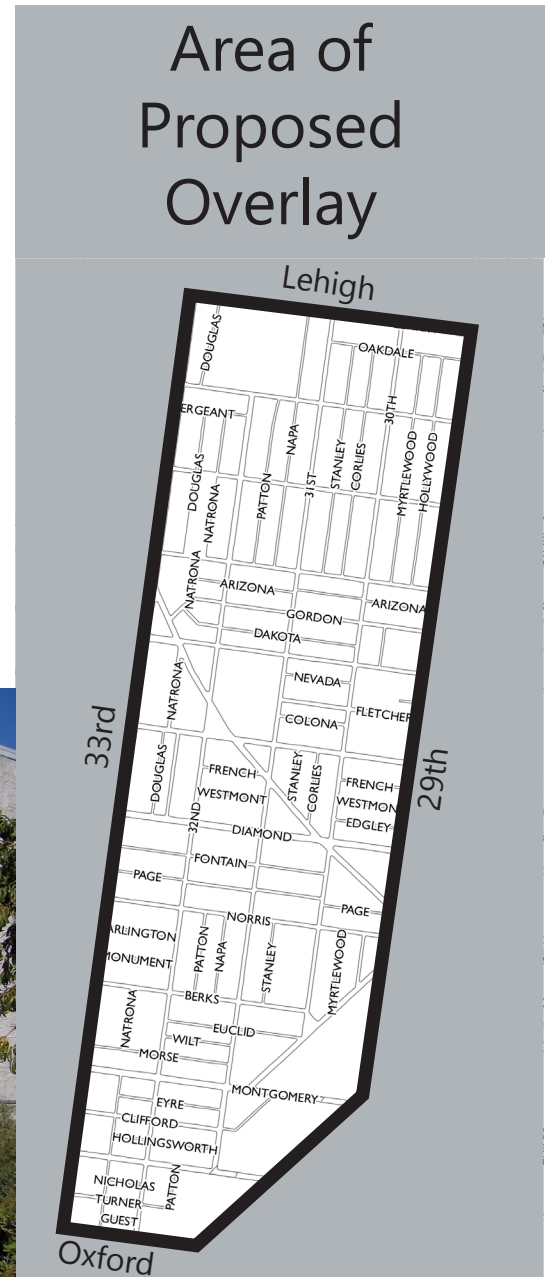 Area of
Proposed
Overlay
Lehigh
DOUGLAS
OAKDALE
30TH
ERGEANT
NAPA
STANLEY
CORLIES
MYRTLEWOOD
HOLLYWOOD
DOUGLAS
NATRONA
PATTON
31ST
NATRONA
ARIZONA
ARIZONA
GORDON
DAKOTA
NATRONA
NEVADA
COLONA
FLETCHER
33rd
29th
DOUGLAS
FRENCH
WESTMONT
STANLEY
CORLIES
FRENCH
WESTMON
EDGLEY
32ND
DIAMOND
FONTAIN
PAGE
PAGE
NORRIS
ARLINGTON
MONUMENT
PATTON
NAPA
STANLEY
MYRTLEWOOD
BERKS
NATRONA
EUCLID
WILT
MORSE
MONTGOMERY
EYRE
CLIFFORD
HOLLINGSWORTH
NICHOLAS
PATTON
TURNER
GUEST
Oxford